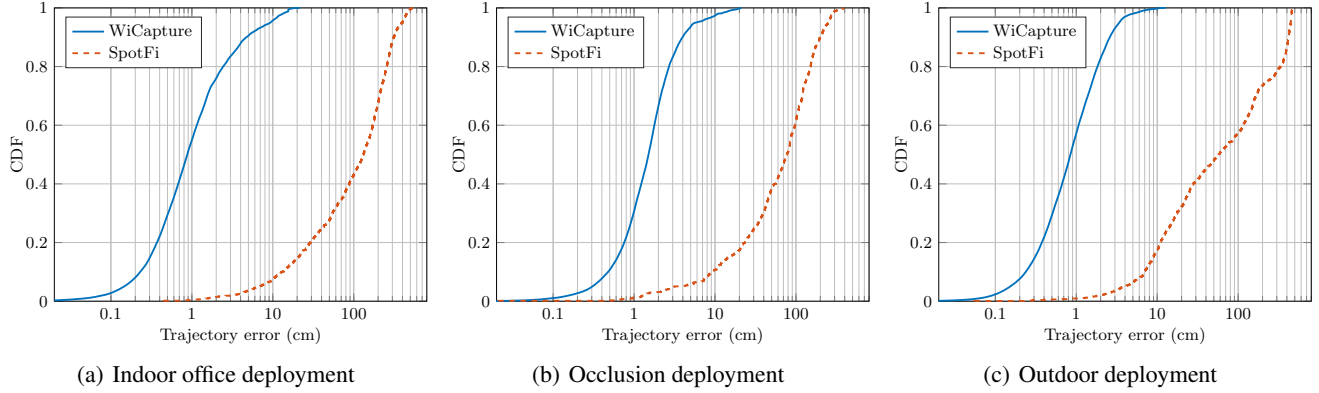 1
0.8
0.6
0.4
0.2
0
CDF
WiCapture
SpotFi
0.1 1 10 100
Trajectory error (cm)
(a) Indoor office deployment
1
0.8
0.6
0.4
0.2
0
CDF
WiCapture
SpotFi
0.1 1 10 100
Trajectory error (cm)
(b) Occlusion deployment
1
0.8
0.6
0.4
0.2
0
CDF
WiCapture
SpotFi
0.1 1 10 100
Trajectory error (cm)
(c) Outdoor deployment